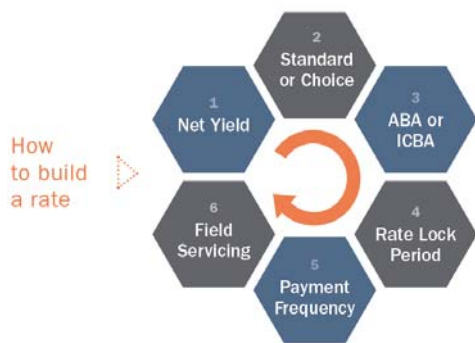 How
to build
a rate
1
Net Yield
2
Standard
or Choice
3
ABA or
ICBA
4
Rate Lock
Period
5
Payment
Frequency
6
Field
Servicing